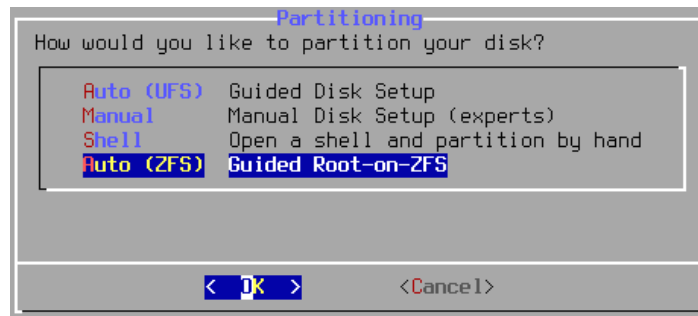 Partitioning
How would you like to partition your disk?
Auto (UFS) Guided Disk Setup
Manual Manual Disk Setup (experts)
Shell Open a shell and partition by hand
Auto (ZFS) Guided Root-on-ZFS
< OK > <Cancel>